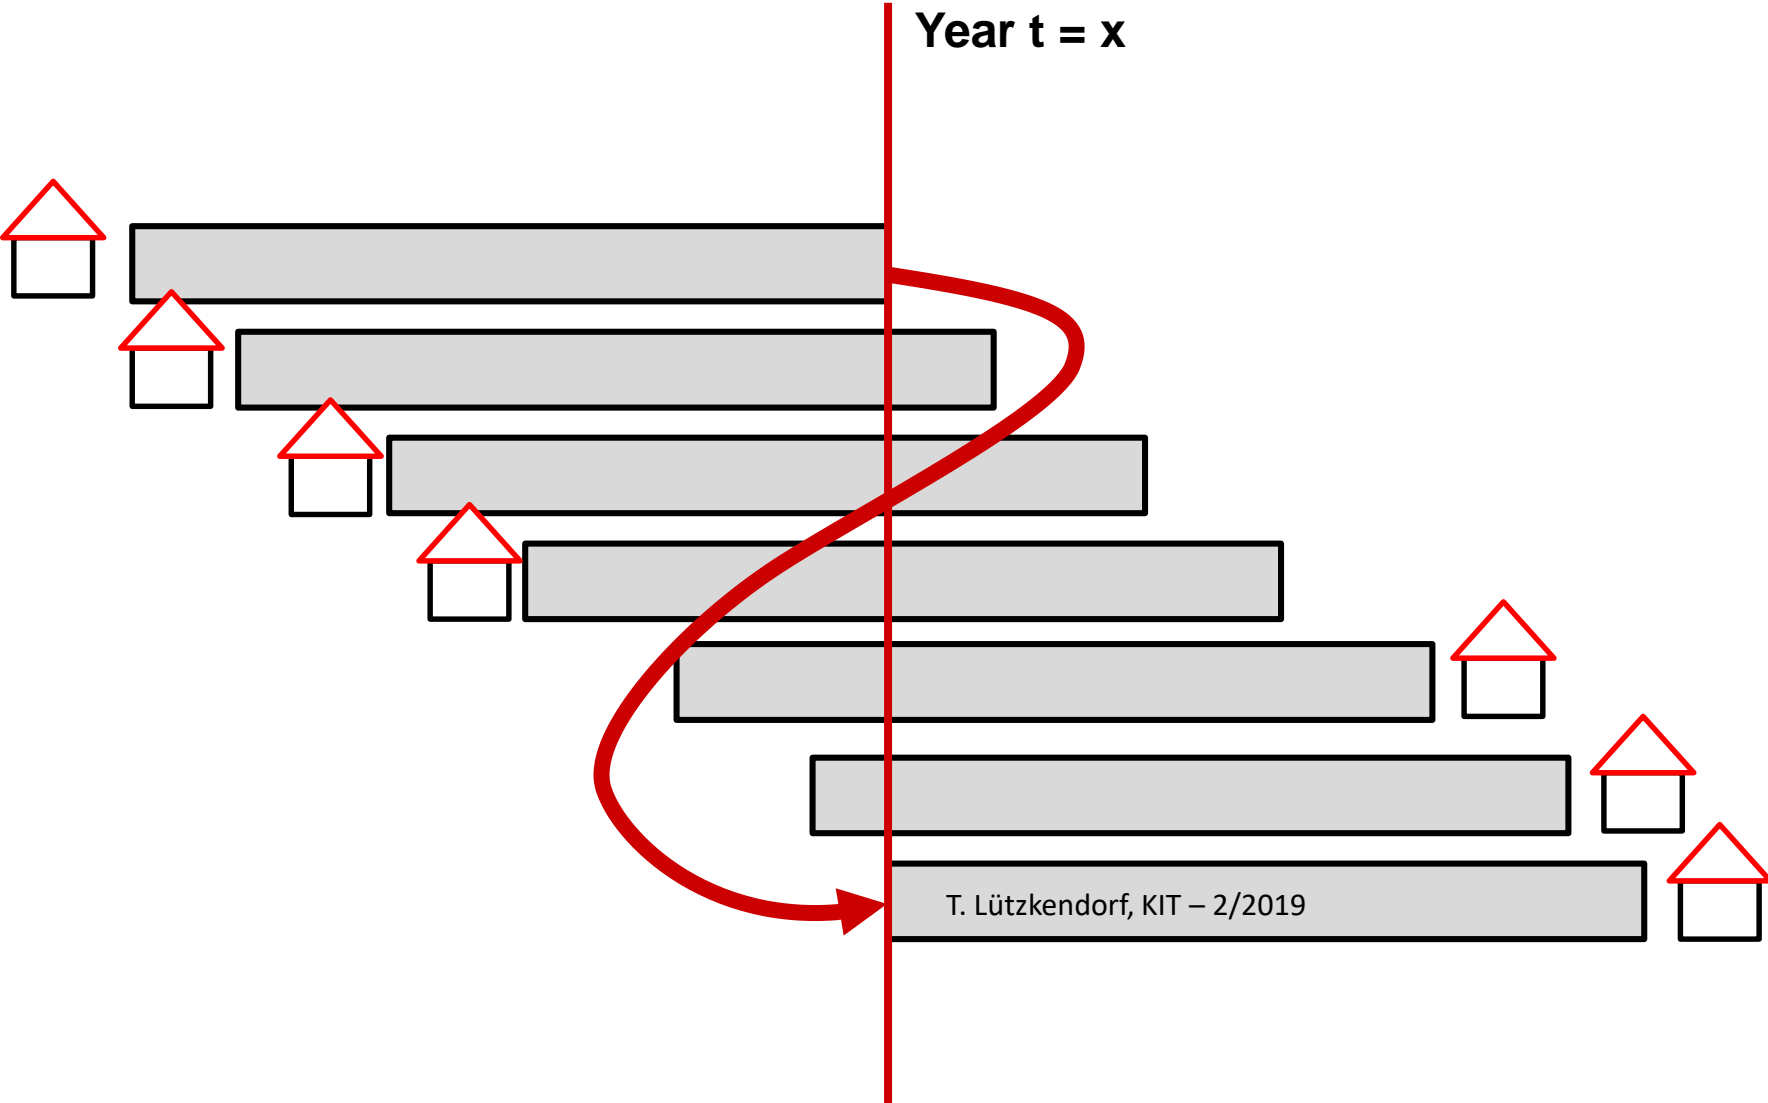 Year t = x
T. Lützkendorf, KIT – 2/2019